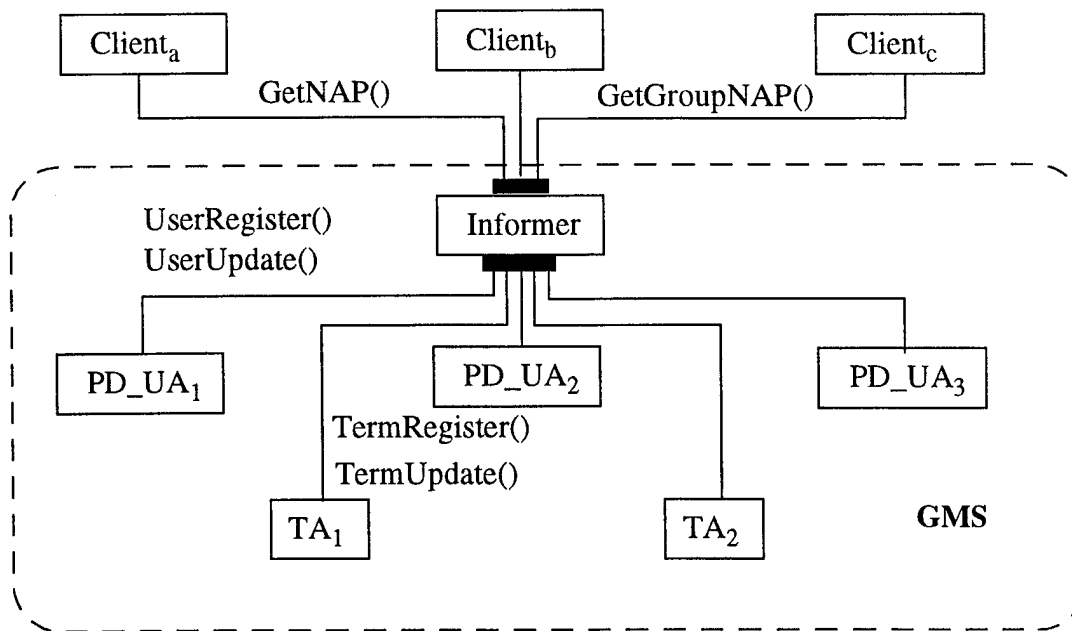 Client_a
Client_b
Client_c
GetNAP()
GetGroupNAP()
UserRegister()
UserUpdate()
Informer
PD_UA_1
PD_UA_2
PD_UA_3
TermRegister()
TermUpdate()
TA_1
TA_2
GMS